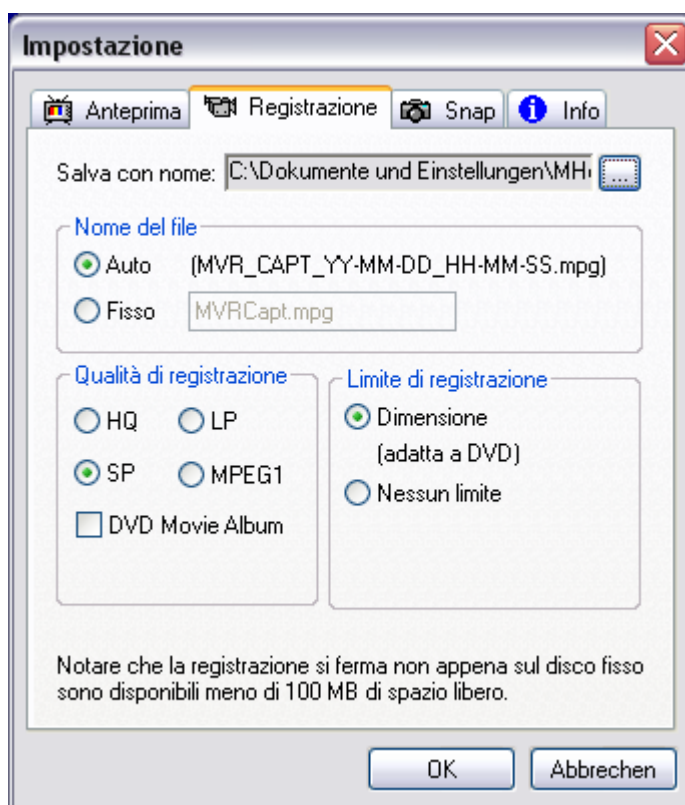 Impostazione
Anteprima Registrazione Snap Info
Salva con nome: C:\Dokumente und Einstellungen\MH ...
Nome del file
Auto (MVR_CAPT_YY-MM-DD_HH-MM-SS.mpg)
Fisso MVRCapt.mpg
Qualità di registrazione
HQ LP
SP MPEG1
DVD Movie Album
Limite di registrazione
Dimensione
(adatta a DVD)
Nessun limite
Notare che la registrazione si ferma non appena sul disco fisso
sono disponibili meno di 100 MB di spazio libero.
OK Abbrechen